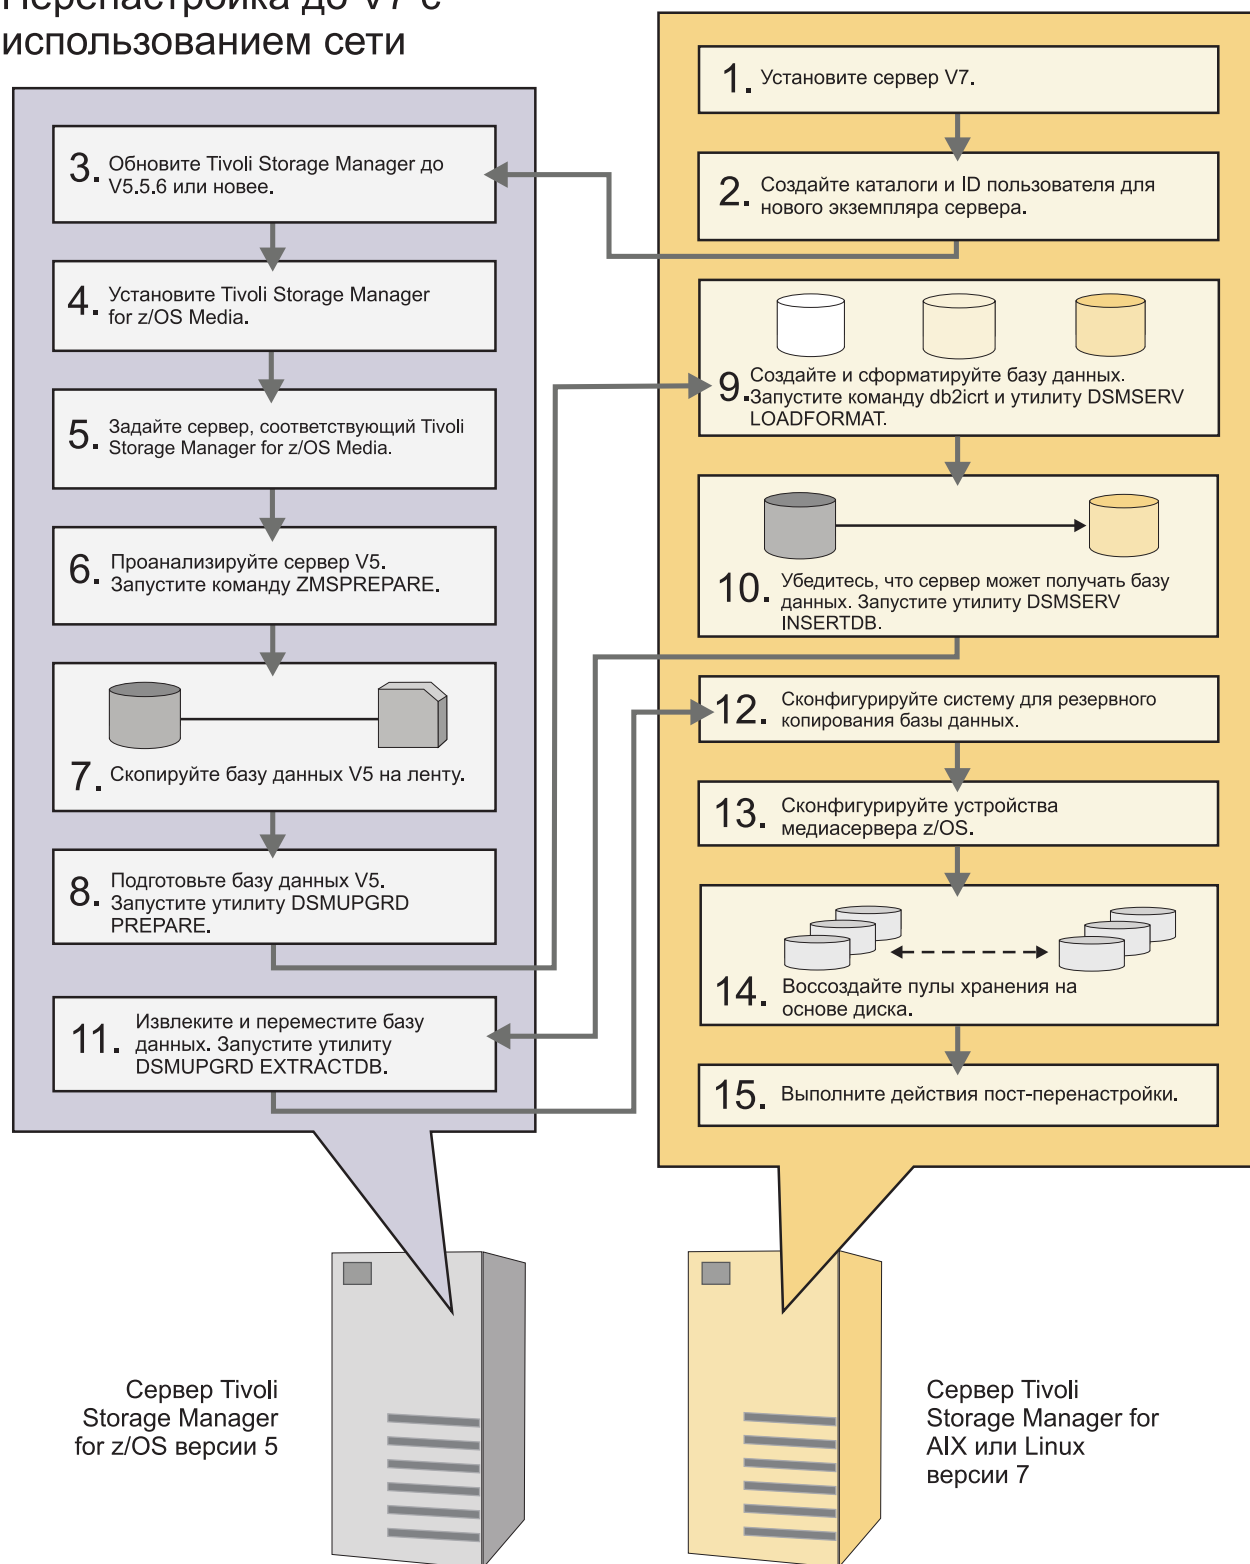 Перенастройка до V7 с
использованием сети
1. Установите сервер V7.
2. Создайте каталоги и ID пользователя для
нового экземпляра сервера.
3. Обновите Tivoli Storage Manager до
V5.5.6 или новее.
4. Установите Tivoli Storage Manager
for z/OS Media.
5. Задайте сервер, соответствующий Tivoli
Storage Manager for z/OS Media.
6. Проанализируйте сервер V5.
Запустите команду ZMSPREPARE.
7. Скопируйте базу данных V5 на ленту.
8. Подготовьте базу данных V5.
Запустите утилиту DSMUPGRD
PREPARE.
9. Создайте и сформатируйте базу данных.
Запустите команду db2icrt и утилиту DSMSERV
LOADFORMAT.
10. Убедитесь, что сервер может получать базу
данных. Запустите утилиту DSMSERV
INSERTDB.
11. Извлеките и переместите базу
данных. Запустите утилиту
DSMUPGRD EXTRACTDB.
12. Сконфигурируйте систему для резервного
копирования базы данных.
13. Сконфигурируйте устройства
медиасервера z/OS.
14. Воссоздайте пулы хранения на
основе диска.
15. Выполните действия пост-перенастройки.
Сервер Tivoli
Storage Manager
for z/OS версии 5
Сервер Tivoli
Storage Manager for
AIX или Linux
версии 7